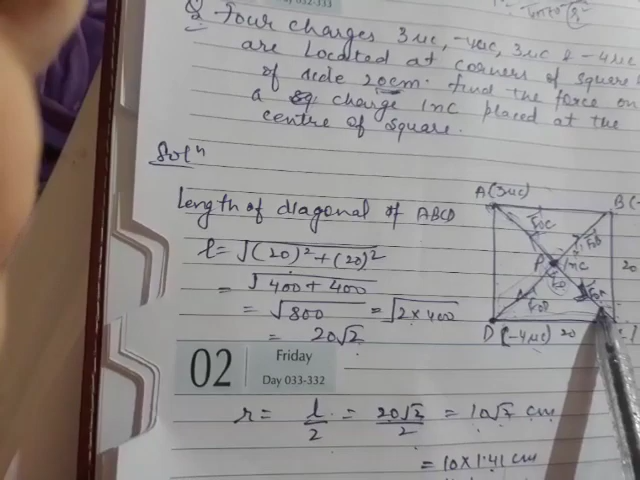 Q Four charges 3μc, -4μc, 3μc & -4μc
are located at corners of square
of side 20cm. find the force on
a charge 1nc placed at the
centre of square.
Solⁿ
length of diagonal of ABCD
l = √(20)² + (20)²
= √400 + 400
= √800 = √2 × 400
= 20√2
A (3μc)
B (-
FOC
FOB
P
1nc
20
FOD
D (-4μc) 20
02
Friday
Day 033-332
r = l/2 = 20√2/2 = 10√2 cm
= 10 × 1.41 cm